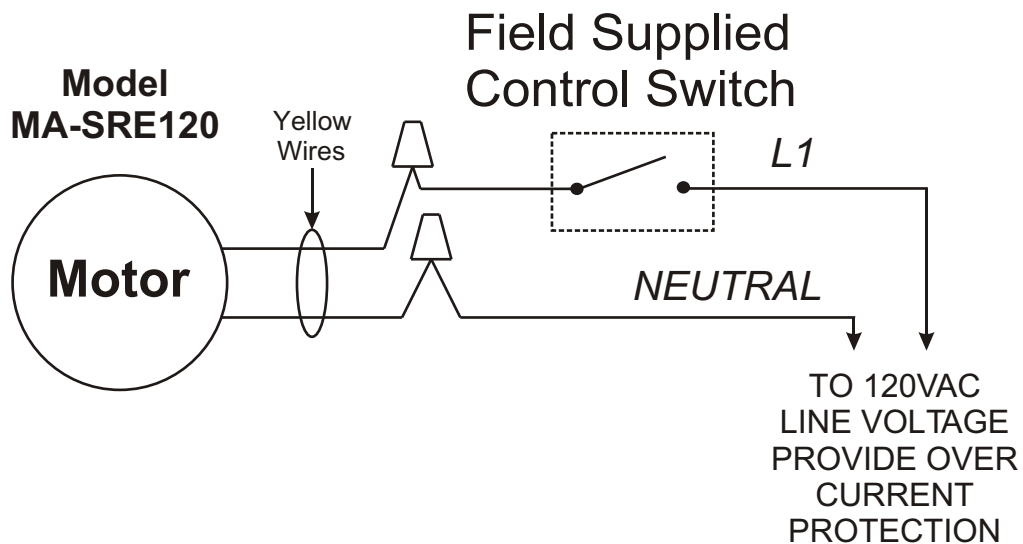 Field Supplied
Control Switch
Model
MA-SRE120
Yellow
Wires
L1
Motor
NEUTRAL
TO 120VAC
LINE VOLTAGE
PROVIDE OVER
CURRENT
PROTECTION